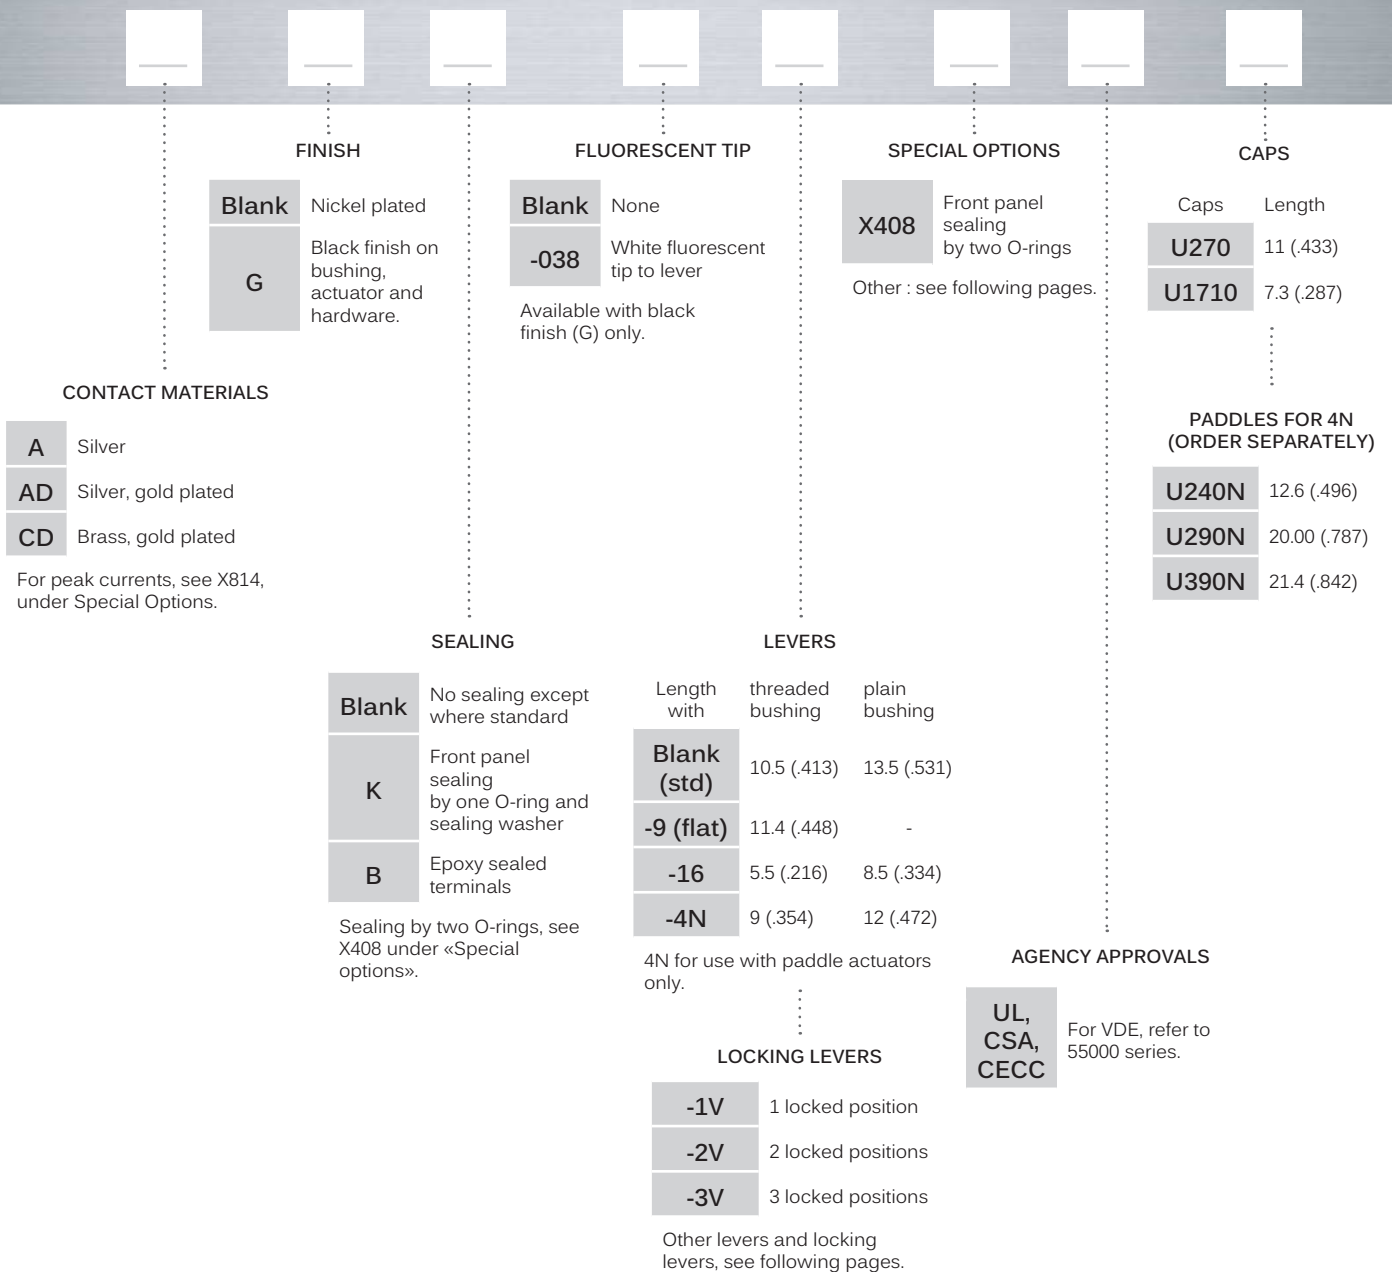 FINISH
Blank Nickel plated
G
Black finish on
bushing,
actuator and
hardware.
FLUORESCENT TIP
Blank None
-038
White fluorescent
tip to lever
Available with black
finish (G) only.
SPECIAL OPTIONS
X408
Front panel
sealing
by two O-rings
Other : see following pages.
CAPS
Caps Length
U270 11 (.433)
U1710 7.3 (.287)
PADDLES FOR 4N
(ORDER SEPARATELY)
U240N 12.6 (.496)
U290N 20.00 (.787)
U390N 21.4 (.842)
CONTACT MATERIALS
A Silver
AD Silver, gold plated
CD Brass, gold plated
For peak currents, see X814,
under Special Options.
SEALING
Blank
No sealing except
where standard
K
Front panel
sealing
by one O-ring and
sealing washer
B
Epoxy sealed
terminals
Sealing by two O-rings, see
X408 under «Special
options».
LEVERS
Length threaded plain
with bushing bushing
Blank
(std) 10.5 (.413) 13.5 (.531)
-9 (flat) 11.4 (.448) -
-16 5.5 (.216) 8.5 (.334)
-4N 9 (.354) 12 (.472)
4N for use with paddle actuators
only.
LOCKING LEVERS
-1V 1 locked position
-2V 2 locked positions
-3V 3 locked positions
Other levers and locking
levers, see following pages.
AGENCY APPROVALS
UL,
CSA,
CECC
For VDE, refer to
55000 series.